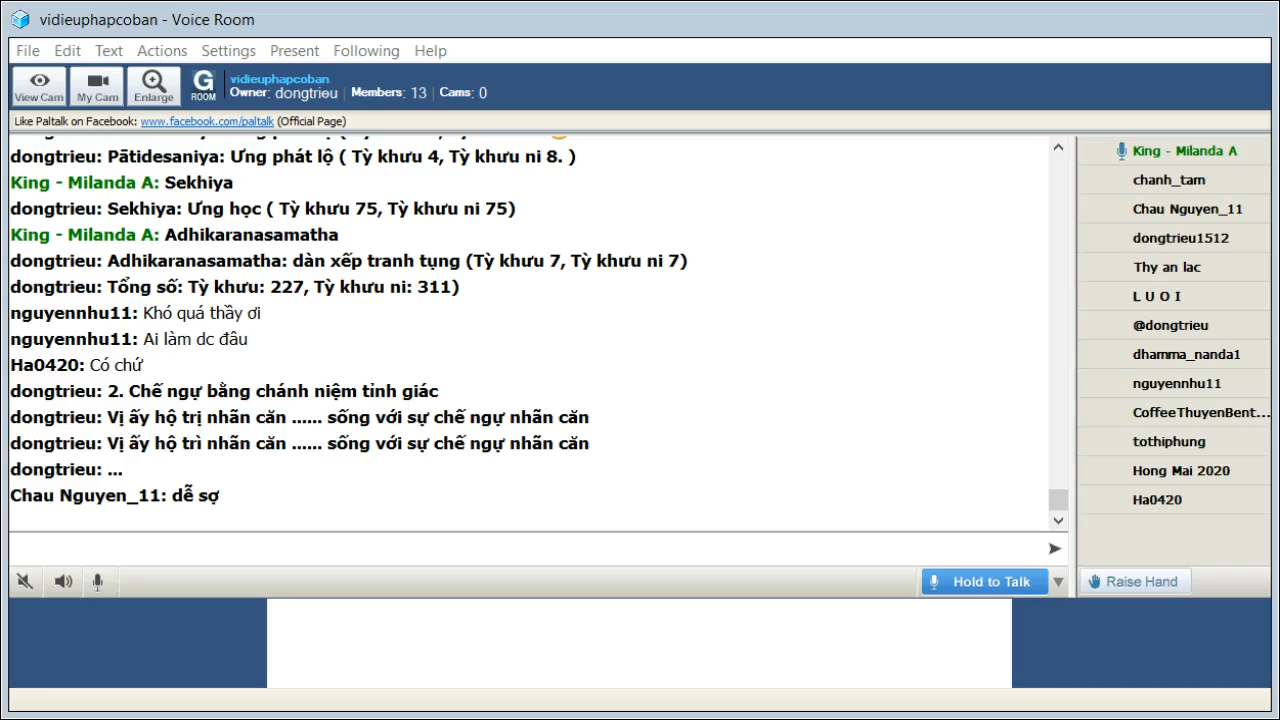 vidieuphapcoban - Voice Room
File Edit Text Actions Settings Present Following Help
View Cam My Cam Enlarge G ROOM
vidieuphapcoban
Owner: dongtrieu Members: 13 Cams: 0
Like Paltalk on Facebook: www.facebook.com/paltalk (Official Page)
dongtrieu: Pātidesaniya: Ưng phát lộ ( Tỳ khưu 4, Tỳ khưu ni 8. )
King - Milanda A: Sekhiya
dongtrieu: Sekhiya: Ưng học ( Tỳ khưu 75, Tỳ khưu ni 75)
King - Milanda A: Adhikaranasamatha
dongtrieu: Adhikaranasamatha: dàn xếp tranh tụng (Tỳ khưu 7, Tỳ khưu ni 7)
dongtrieu: Tổng số: Tỳ khưu: 227, Tỳ khưu ni: 311)
nguyennhu11: Khó quá thầy ơi
nguyennhu11: Ai làm dc đâu
Ha0420: Có chứ
dongtrieu: 2. Chế ngự bằng chánh niệm tỉnh giác
dongtrieu: Vị ấy hộ trị nhãn căn ...... sống với sự chế ngự nhãn căn
dongtrieu: Vị ấy hộ trì nhãn căn ...... sống với sự chế ngự nhãn căn
dongtrieu: ...
Chau Nguyen_11: dễ sợ
King - Milanda A
chanh_tam
Chau Nguyen_11
dongtrieu1512
Thy an lac
L U O I
@dongtrieu
dhamma_nanda1
nguyennhu11
CoffeeThuyenBent...
tothiphung
Hong Mai 2020
Ha0420
Hold to Talk
Raise Hand